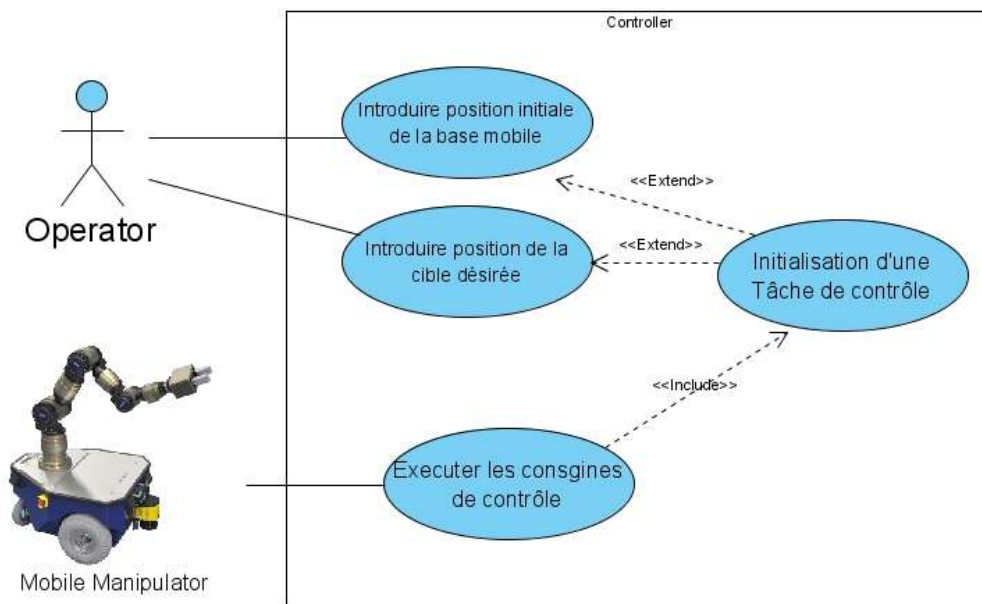 Controller
Introduire position initiale
de la base mobile
<<Extend>>
Operator
Introduire position de la
cible désirée
<<Extend>>
Initialisation d'une
Tâche de contrôle
<<Include>>
Executer les consgines
de contrôle
Mobile Manipulator